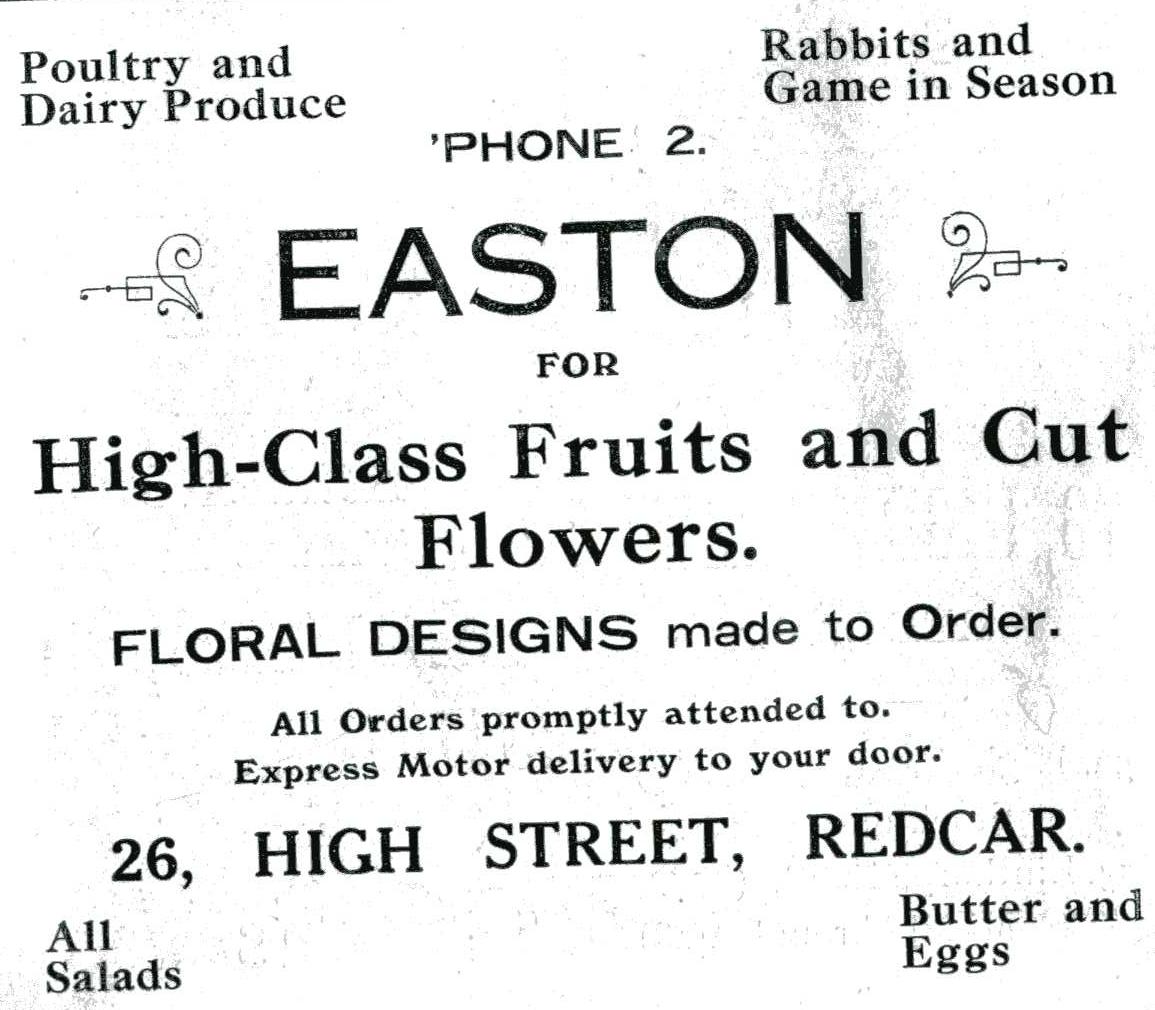 Poultry and
Dairy Produce
Rabbits and
Game in Season
'PHONE 2.
EASTON
FOR
High-Class Fruits and Cut
Flowers.
FLORAL DESIGNS made to Order.
All Orders promptly attended to.
Express Motor delivery to your door.
26, HIGH STREET, REDCAR.
All
Salads
Butter and
Eggs